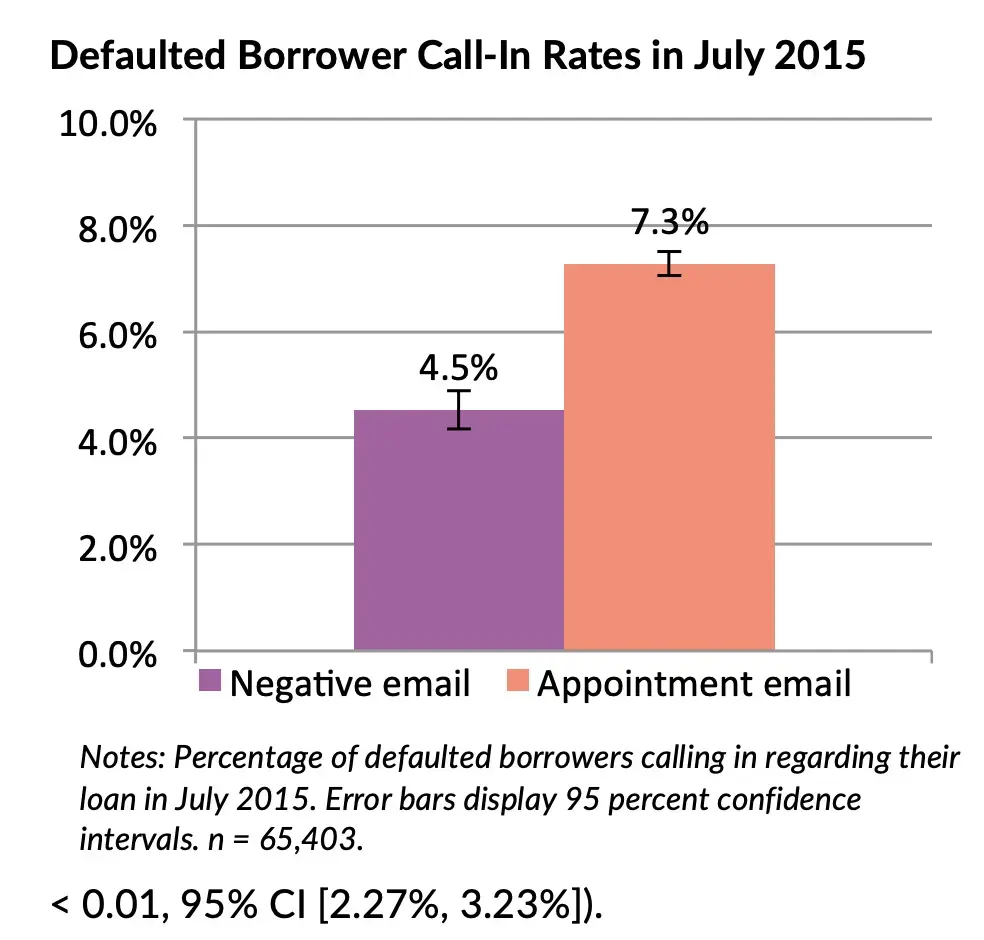 Defaulted Borrower Call-In Rates in July 2015
10.0%
8.0%
7.3%
6.0%
4.5%
4.0%
2.0%
0.0%
Negative email Appointment email
Notes: Percentage of defaulted borrowers calling in regarding their
loan in July 2015. Error bars display 95 percent confidence
intervals. n = 65,403.
< 0.01, 95% CI [2.27%, 3.23%]).